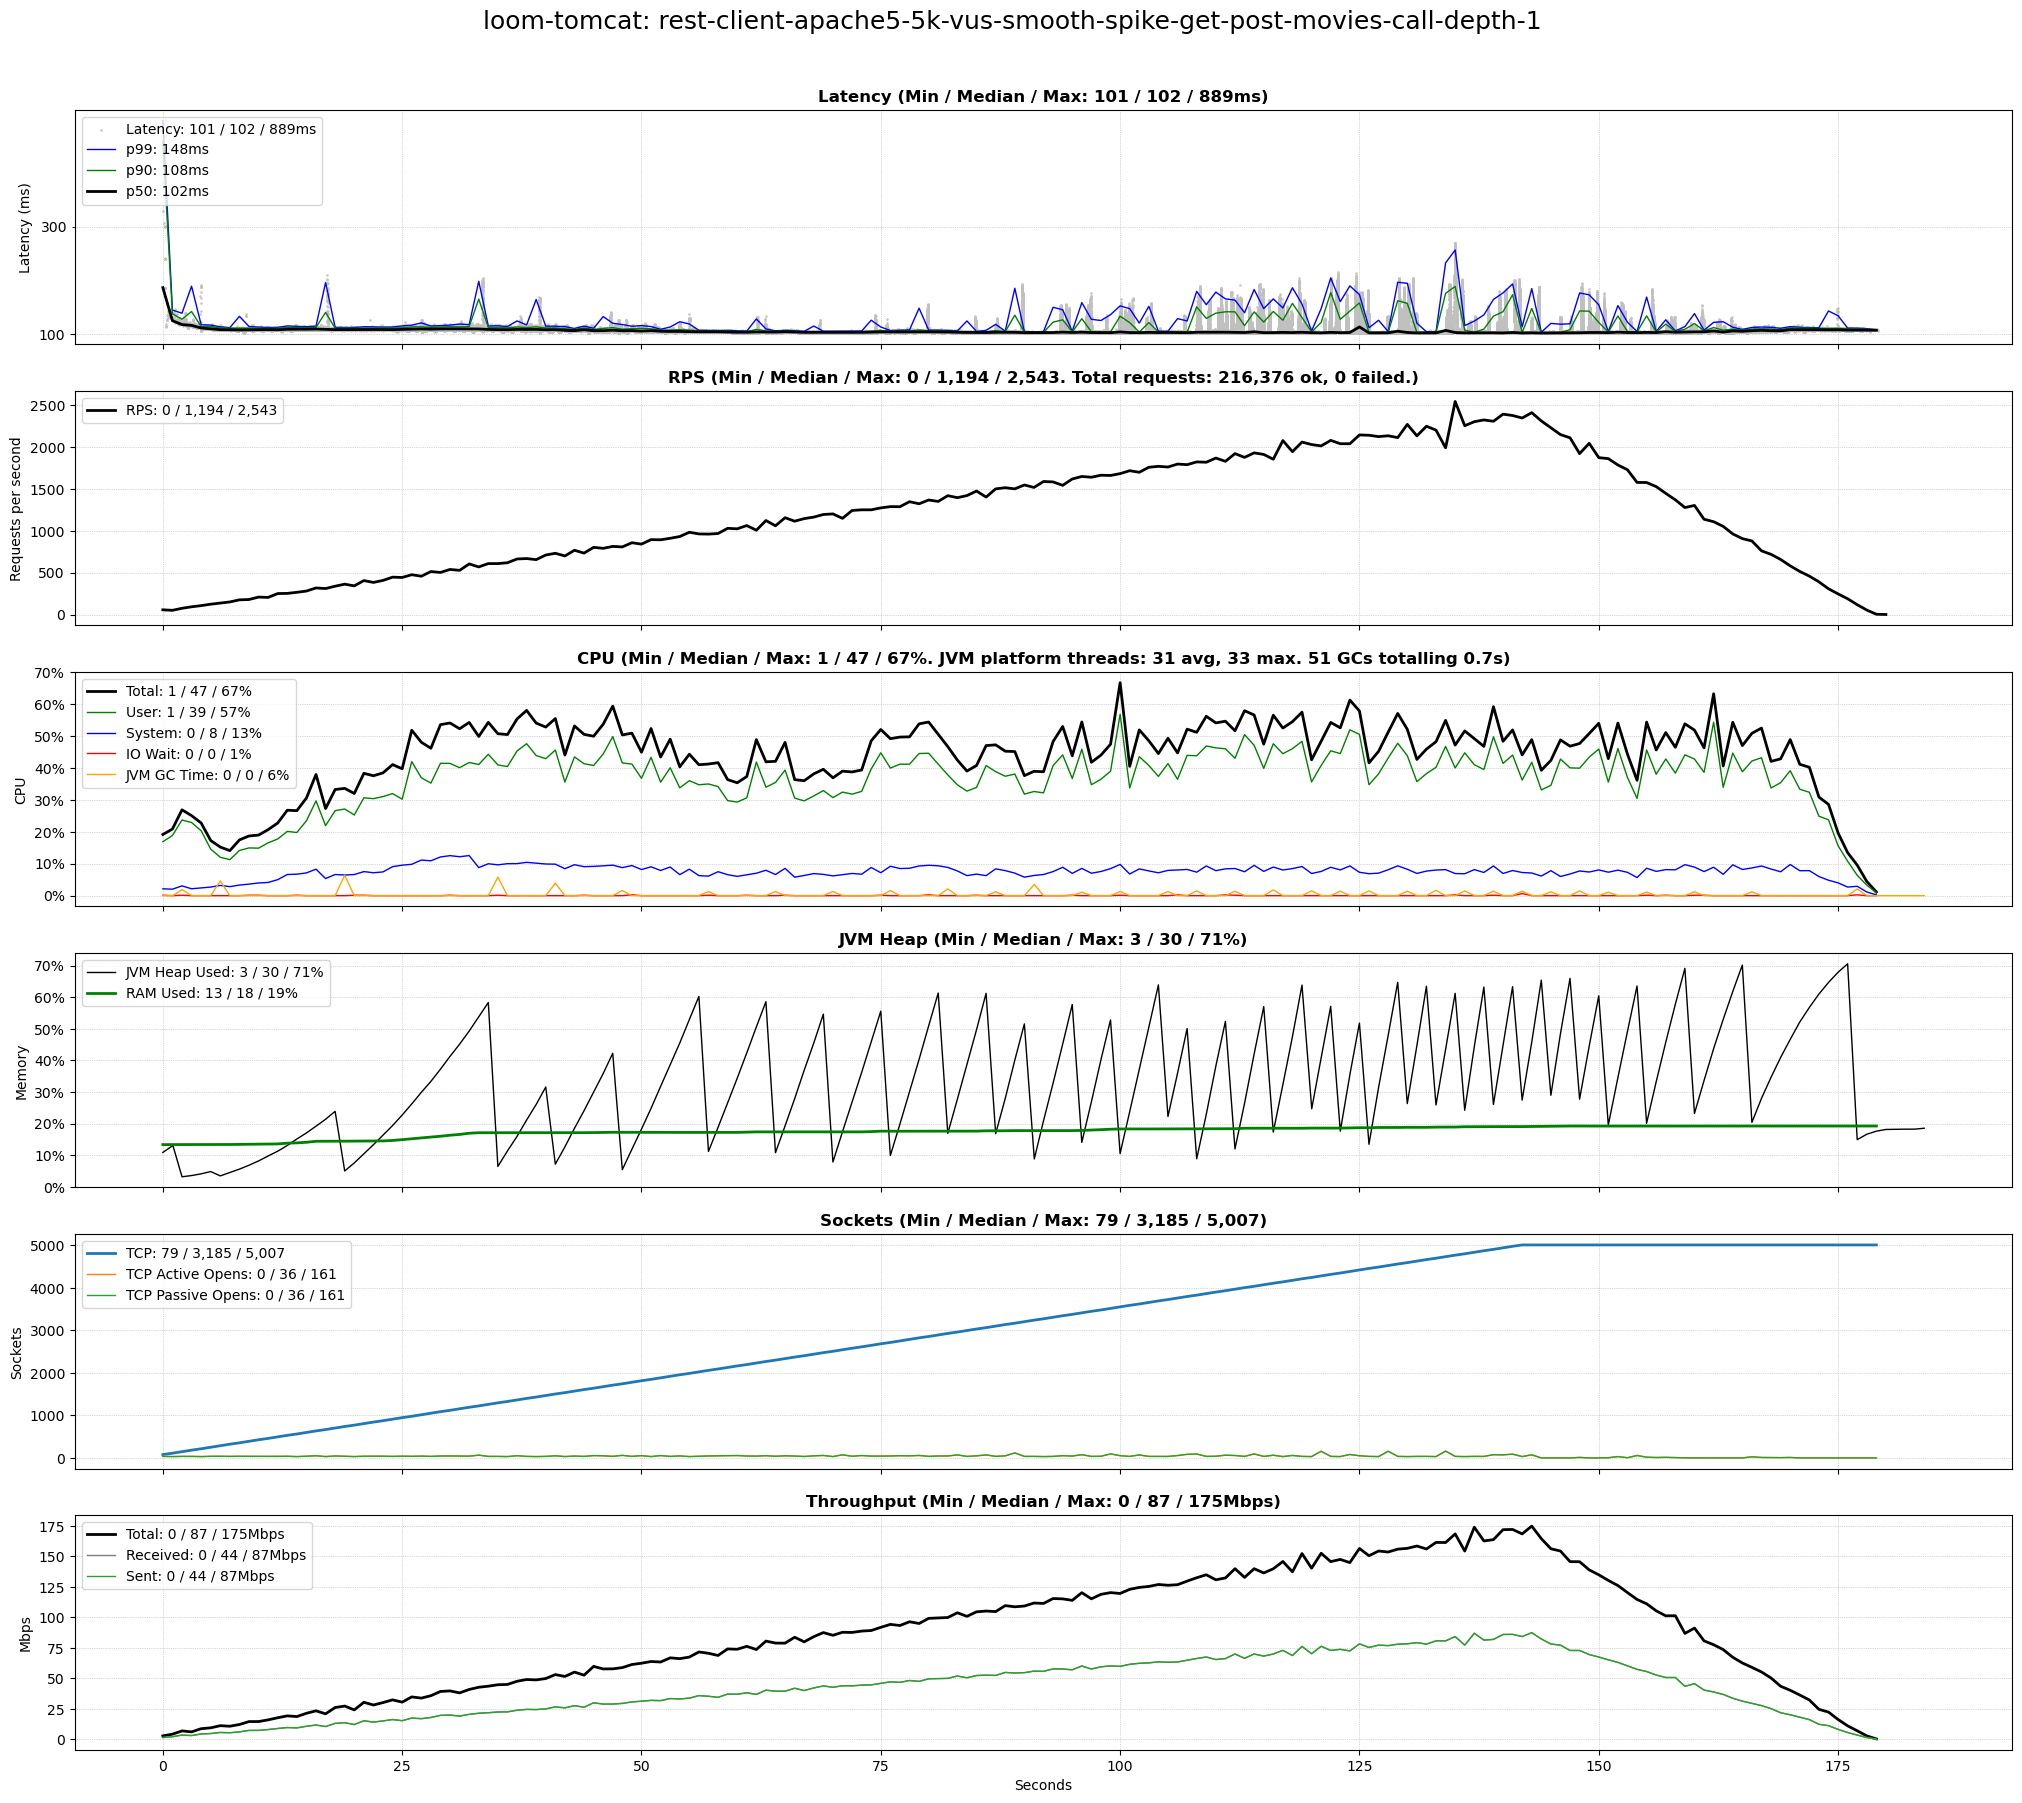 loom-tomcat: rest-client-apache5-5k-vus-smooth-spike-get-post-movies-call-depth-1
Latency (Min / Median / Max: 101 / 102 / 889ms)
Latency: 101 / 102 / 889ms
p99: 148ms
p90: 108ms
p50: 102ms
Latency (ms)
300
100
RPS (Min / Median / Max: 0 / 1,194 / 2,543. Total requests: 216,376 ok, 0 failed.)
RPS: 0 / 1,194 / 2,543
Requests per second
2500
2000
1500
1000
500
0
CPU (Min / Median / Max: 1 / 47 / 67%. JVM platform threads: 31 avg, 33 max. 51 GCs totalling 0.7s)
Total: 1 / 47 / 67%
User: 1 / 39 / 57%
System: 0 / 8 / 13%
IO Wait: 0 / 0 / 1%
JVM GC Time: 0 / 0 / 6%
CPU
70%
60%
50%
40%
30%
20%
10%
0%
JVM Heap (Min / Median / Max: 3 / 30 / 71%)
JVM Heap Used: 3 / 30 / 71%
RAM Used: 13 / 18 / 19%
Memory
70%
60%
50%
40%
30%
20%
10%
0%
Sockets (Min / Median / Max: 79 / 3,185 / 5,007)
TCP: 79 / 3,185 / 5,007
TCP Active Opens: 0 / 36 / 161
TCP Passive Opens: 0 / 36 / 161
Sockets
5000
4000
3000
2000
1000
0
Throughput (Min / Median / Max: 0 / 87 / 175Mbps)
Total: 0 / 87 / 175Mbps
Received: 0 / 44 / 87Mbps
Sent: 0 / 44 / 87Mbps
Mbps
175
150
125
100
75
50
25
0
0 25 50 75 100 125 150 175
Seconds